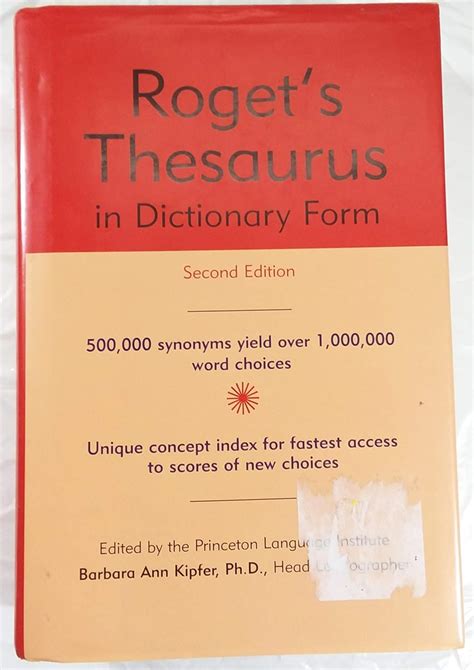 Roget's
Thesaurus
in Dictionary Form
Second Edition
500,000 synonyms yield over 1,000,000
word choices
Unique concept index for fastest access
to scores of new choices
Edited by the Princeton Language Institute
Barbara Ann Kipfer, Ph.D., Head Lexicographer